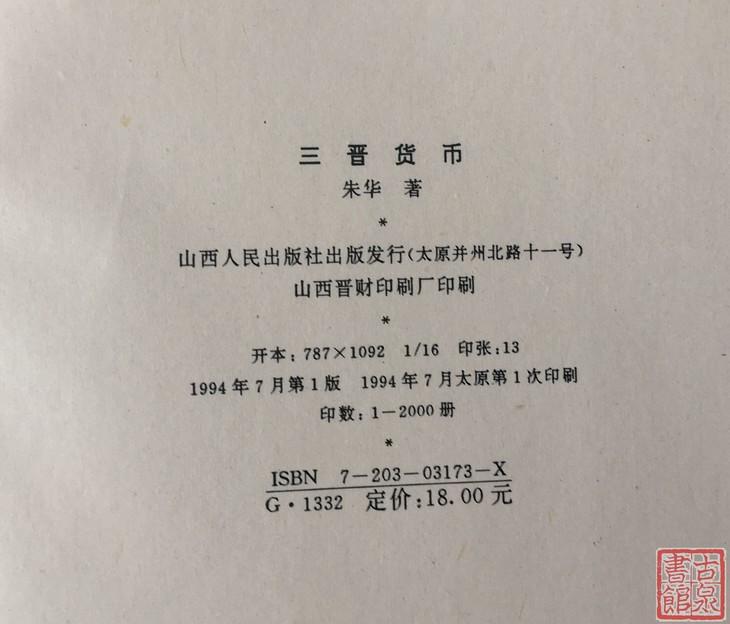 三晋货币
朱华 著
*
山西人民出版社出版发行(太原并州北路十一号)
山西晋财印刷厂印刷
*
开本:787×1092 1/16 印张:13
1994年7月第1版 1994年7月太原第1次印刷
印数:1-2000册
*
ISBN 7-203-03173-X
G·1332 定价:18.00元
古泉
書館